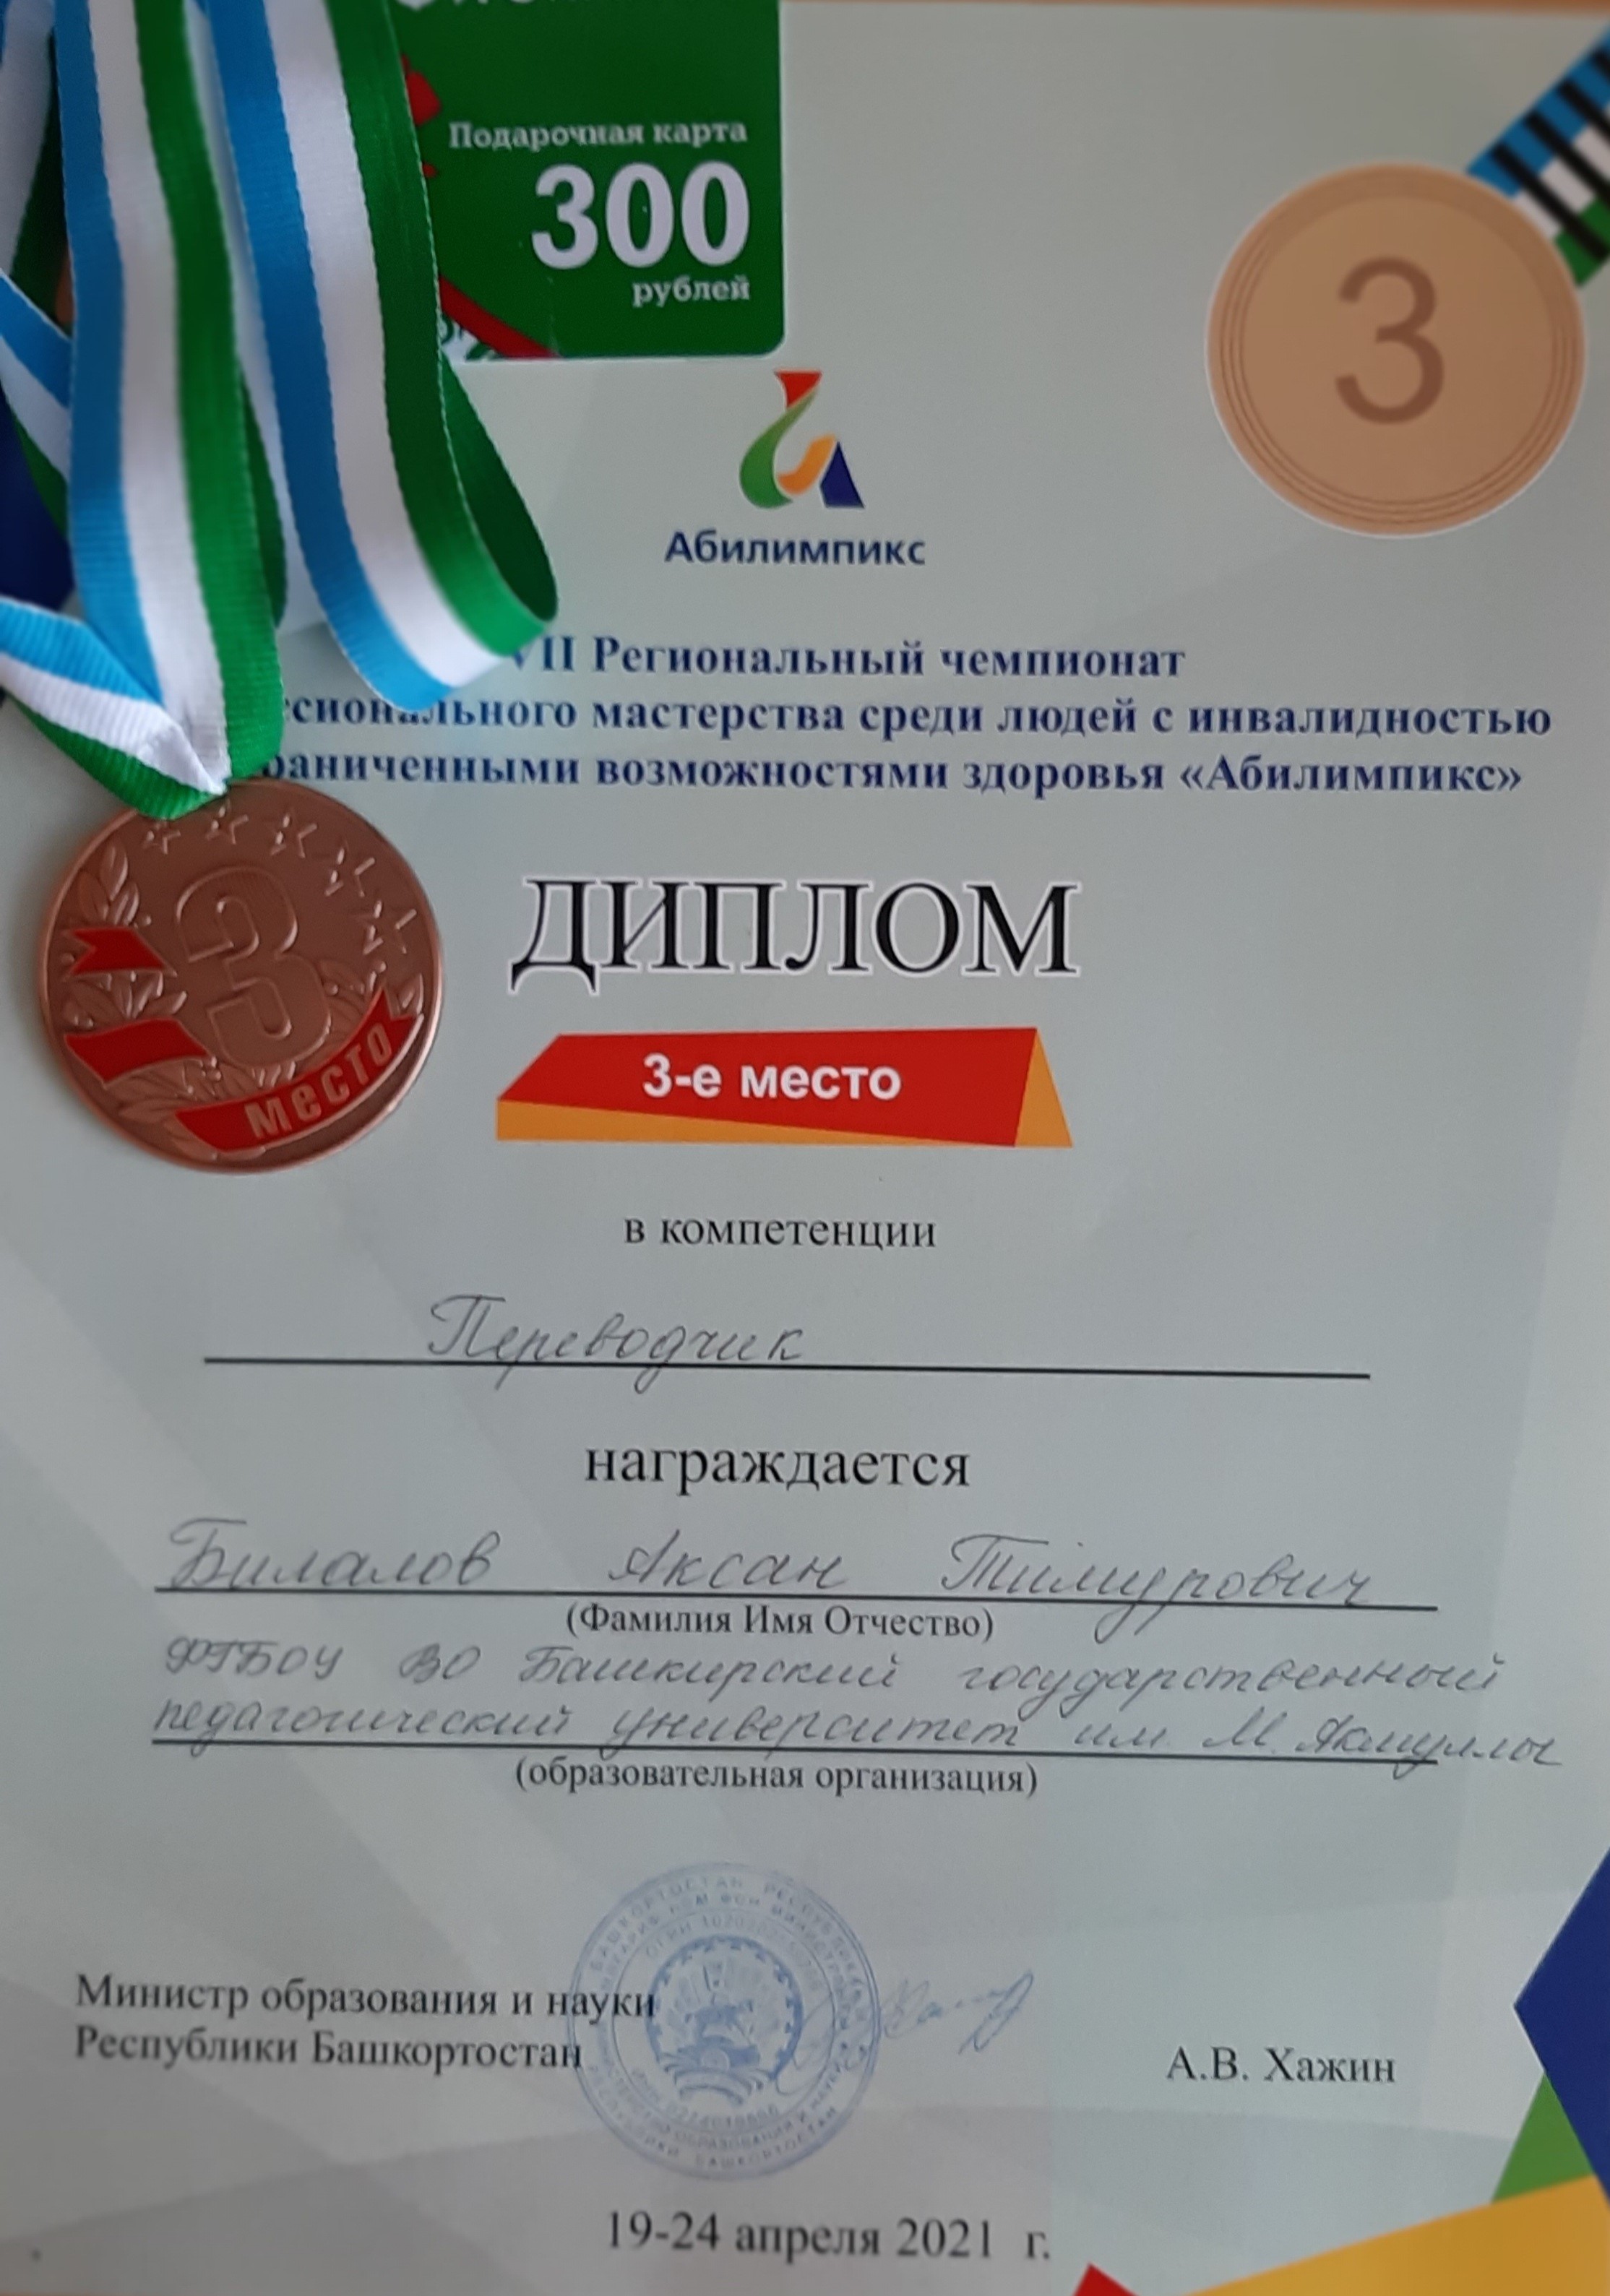 Подарочная карта
300
рублей
3
Абилимпикс
VII Региональный чемпионат
сионального мастерства среди людей с инвалидностью
раниченными возможностями здоровья «Абилимпикс»
ДИПЛОМ
3
место
3-е место
в компетенции
Переводчик
награждается
Билалов Аксан Тимурович
(Фамилия Имя Отчество)
ФГБОУ ВО Башкирский государственный
педагогический университет им М. Акмуллы
(образовательная организация)
Министр образования и науки
Республики Башкортостан
А.В. Хажин
19-24 апреля 2021 г.